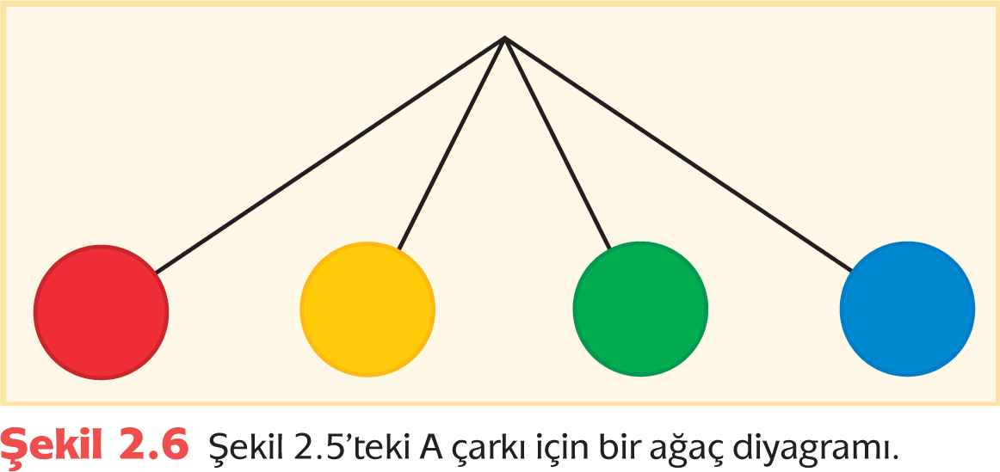 Şekil 2.6 Şekil 2.5’teki A çarkı için bir ağaç diyagramı.